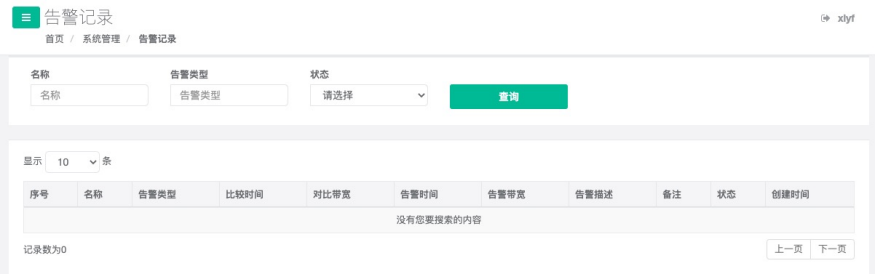 告警记录
xlyf
首页 / 系统管理 / 告警记录
名称 告警类型 状态
名称 告警类型 请选择 查询
显示 10 条
序号 名称 告警类型 比较时间 对比带宽 告警时间 告警带宽 告警描述 备注 状态 创建时间
没有您要搜索的内容
记录数为0 上一页 下一页